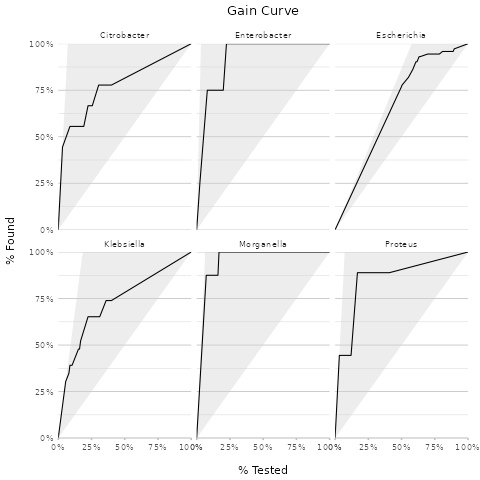 Gain Curve
Citrobacter Enterobacter Escherichia
100%
75%
50%
25%
0%
Klebsiella Morganella Proteus
100%
75%
50%
25%
0%
0% 25% 50% 75% 100% 0% 25% 50% 75% 100% 0% 25% 50% 75% 100%
% Found
% Tested